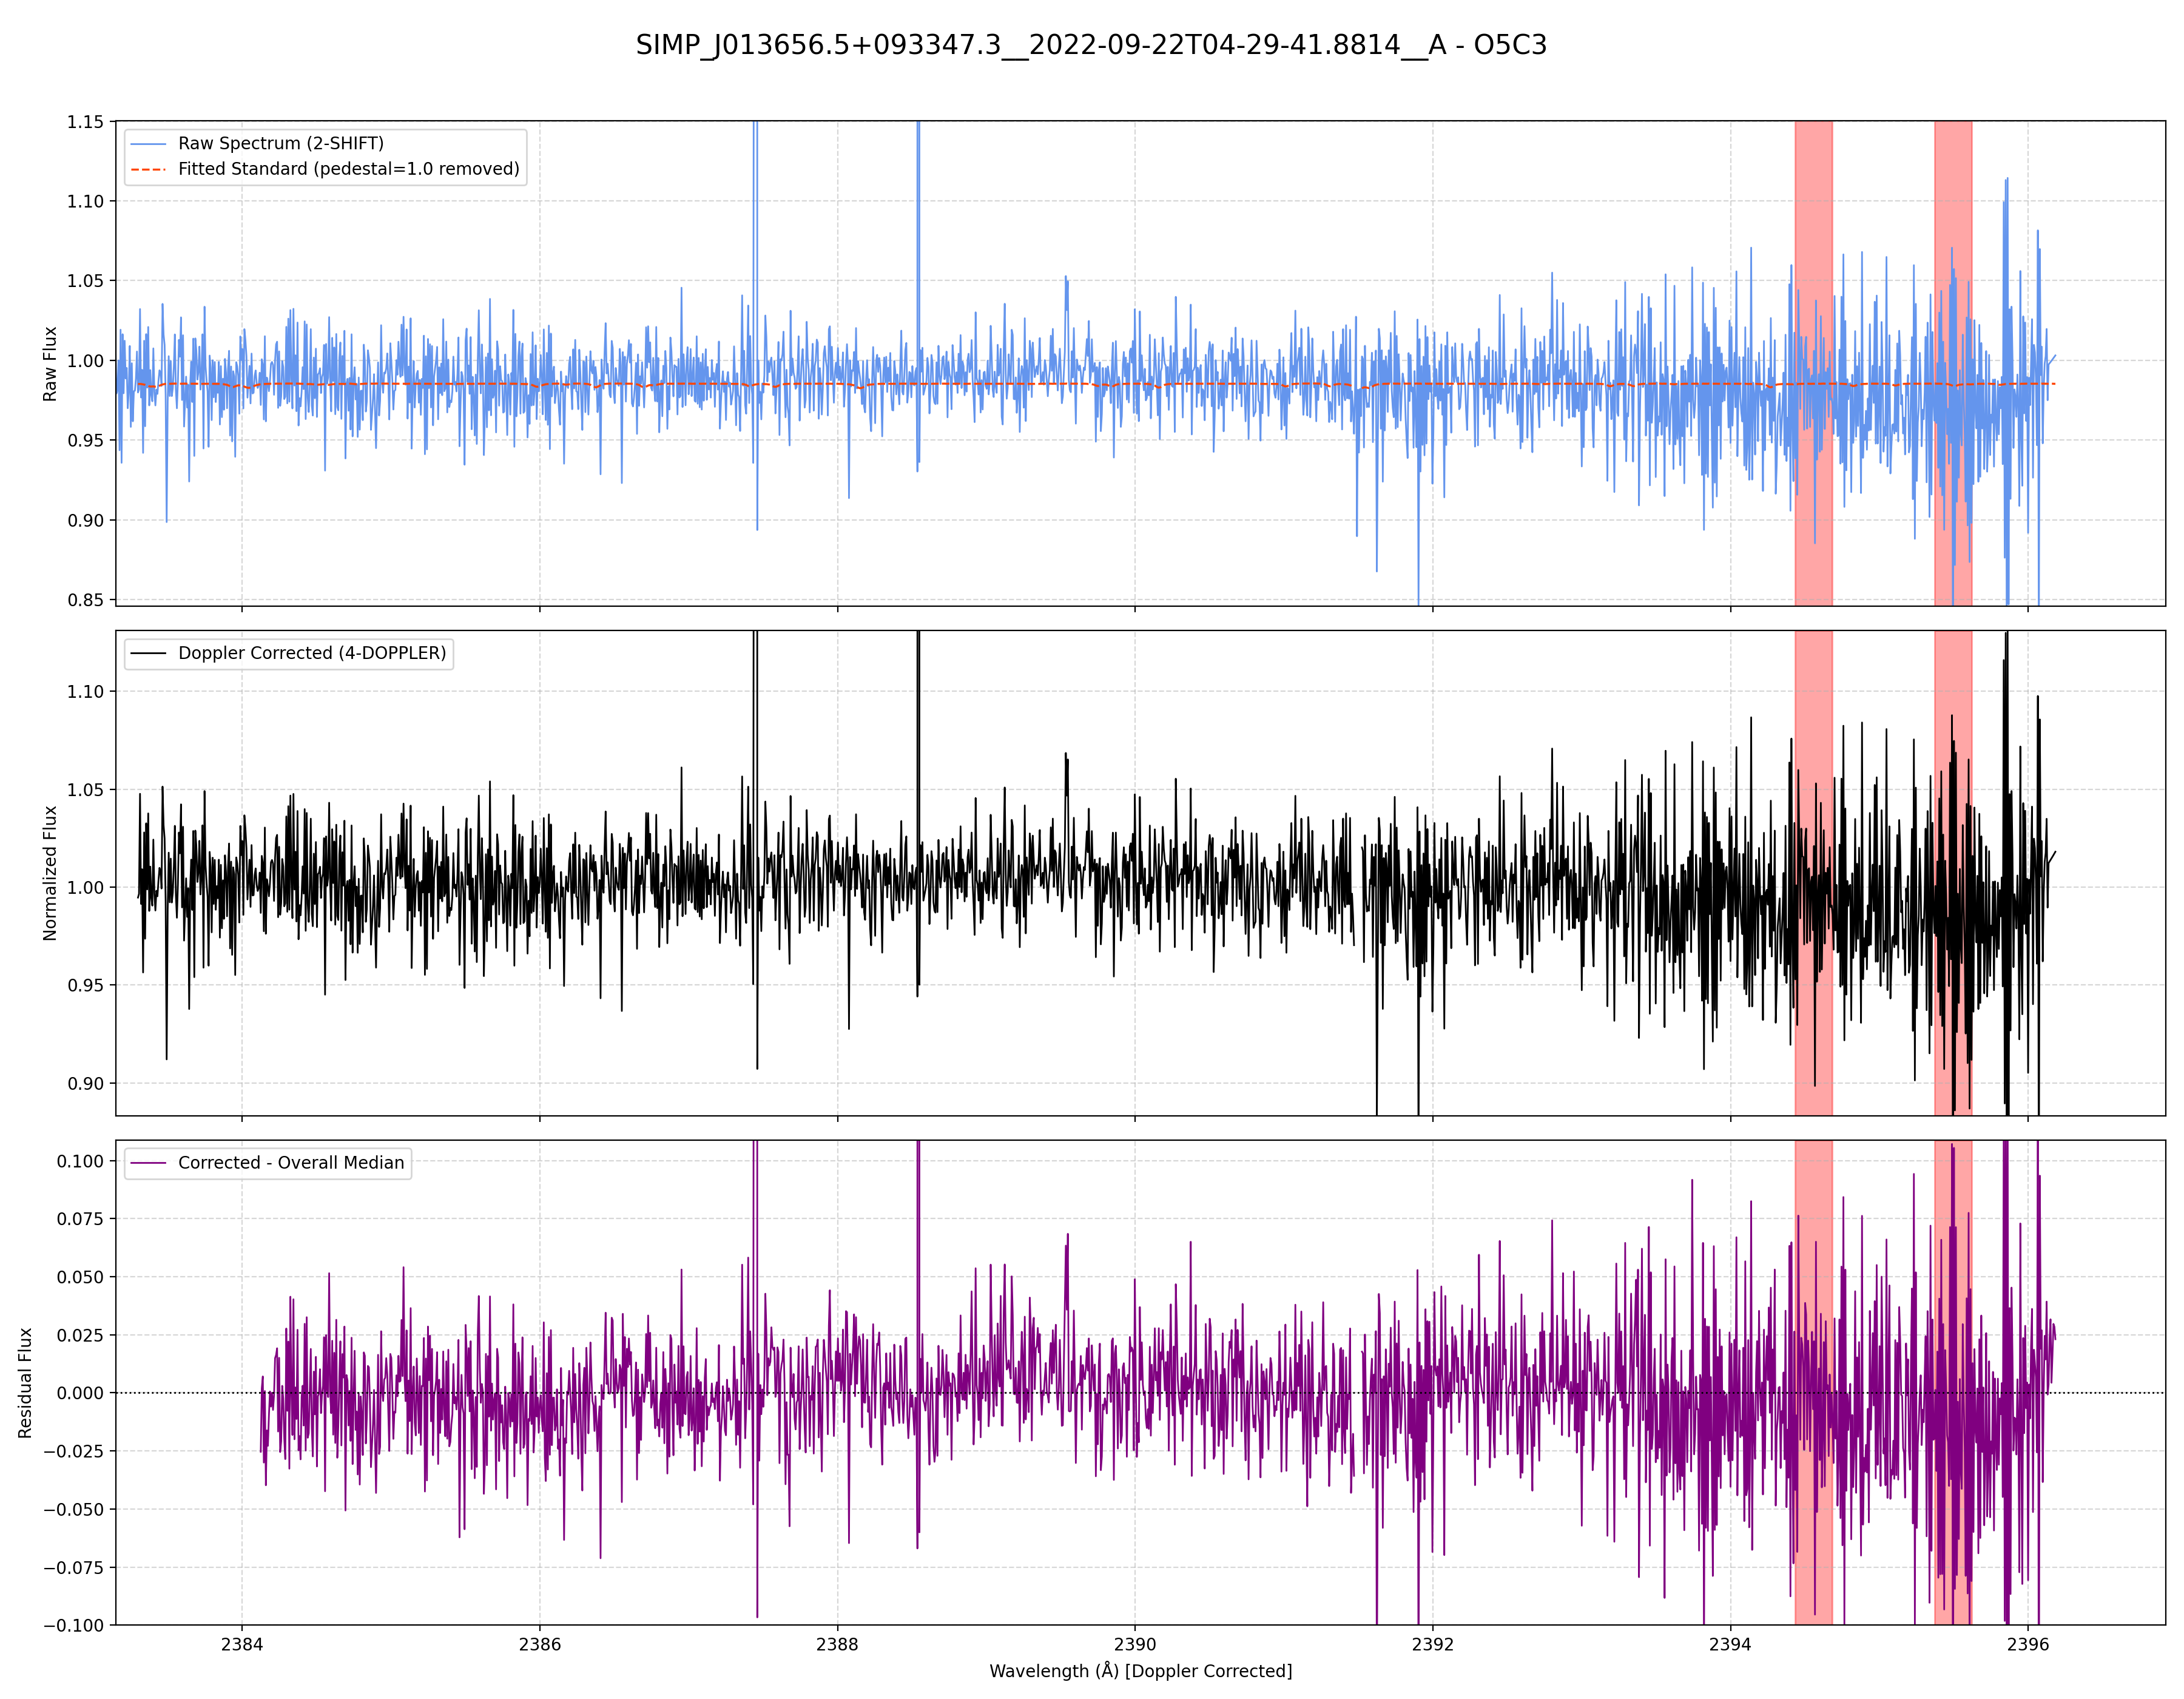 SIMP_J013656.5+093347.3__2022-09-22T04-29-41.8814__A - O5C3
1.15
1.10
1.05
1.00
0.95
0.90
0.85
Raw Flux
Raw Spectrum (2-SHIFT)
Fitted Standard (pedestal=1.0 removed)
1.10
1.05
1.00
0.95
0.90
Normalized Flux
Doppler Corrected (4-DOPPLER)
0.100
0.075
0.050
0.025
0.000
−0.025
−0.050
−0.075
−0.100
Residual Flux
Corrected - Overall Median
2384 2386 2388 2390 2392 2394 2396
Wavelength (Å) [Doppler Corrected]